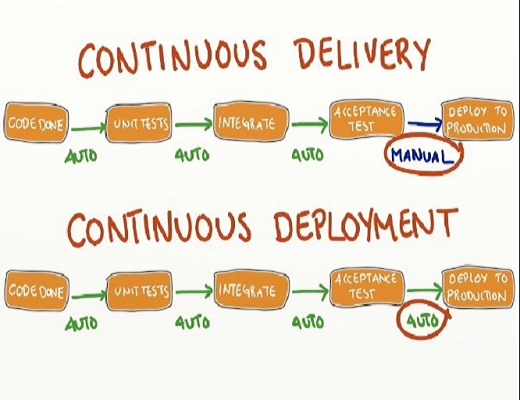 CONTINUOUS DELIVERY
CODE DONE
UNIT TESTS
INTEGRATE
ACCEPTANCE
TEST
DEPLOY TO
PRODUCTION
AUTO
AUTO
AUTO
MANUAL
CONTINUOUS DEPLOYMENT
CODE DONE
UNIT TESTS
INTEGRATE
ACCEPTANCE
TEST
DEPLOY TO
PRODUCTION
AUTO
AUTO
AUTO
AUTO